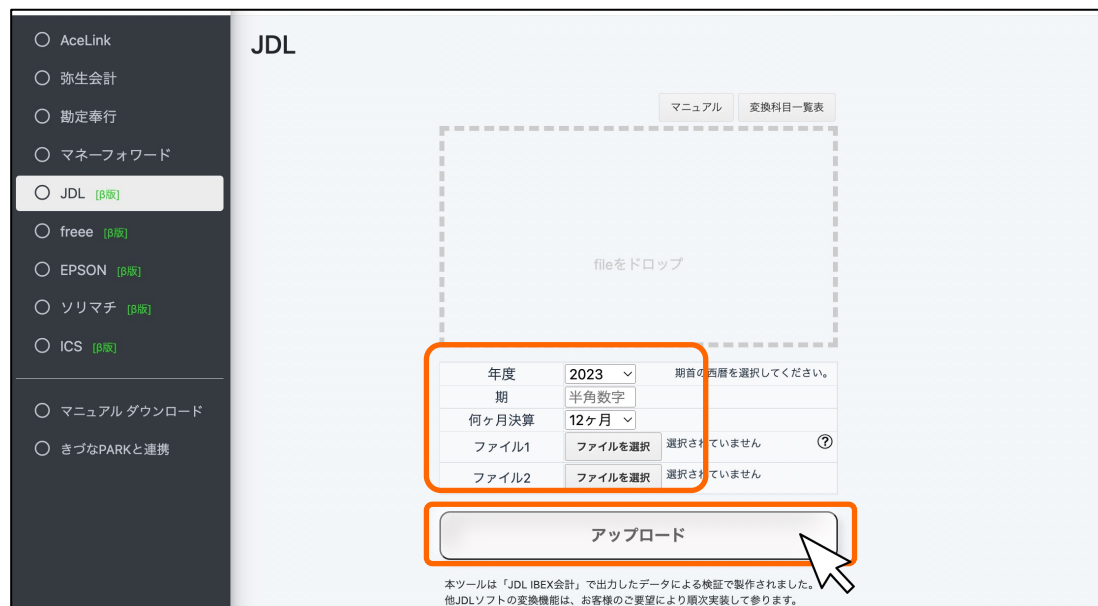 AceLink
弥生会計
勘定奉行
マネーフォワード
JDL [β版]
freee [β版]
EPSON [β版]
ソリマチ [β版]
ICS [β版]
マニュアル ダウンロード
きづなPARKと連携
JDL
マニュアル 変換科目一覧表
fileをドロップ
年度 2023 期首の西暦を選択してください。
期 半角数字
何ヶ月決算 12ヶ月
ファイル1 ファイルを選択 選択されていません ?
ファイル2 ファイルを選択 選択されていません
アップロード
本ツールは「JDL IBEX会計」で出力したデータによる検証で製作されました。
他JDLソフトの変換機能は、お客様のご要望により順次実装して参ります。